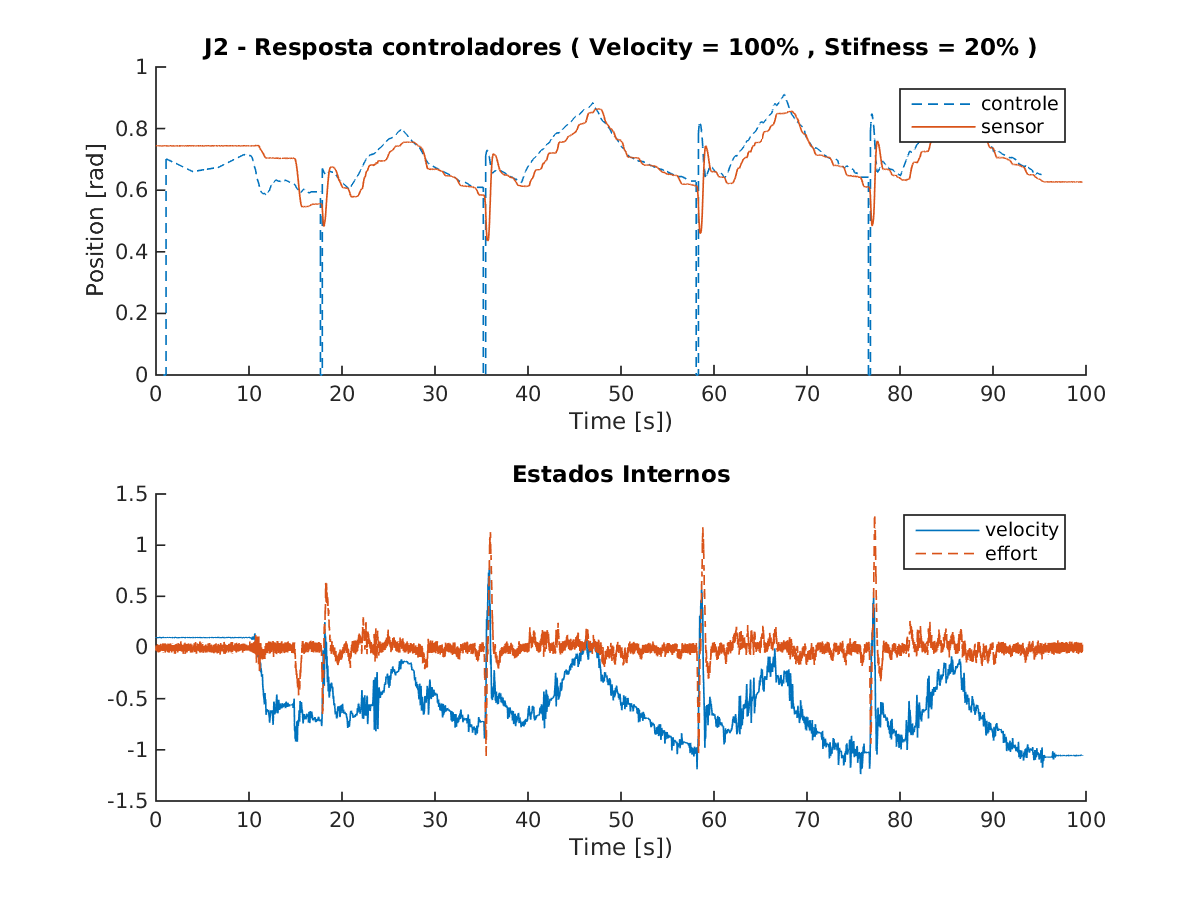 J2 - Resposta controladores ( Velocity = 100% , Stifness = 20% )
1
0.8
0.6
0.4
0.2
0
Position [rad]
controle
sensor
0 10 20 30 40 50 60 70 80 90 100
Time [s])
Estados Internos
1.5
1
0.5
0
-0.5
-1
-1.5
velocity
effort
0 10 20 30 40 50 60 70 80 90 100
Time [s])